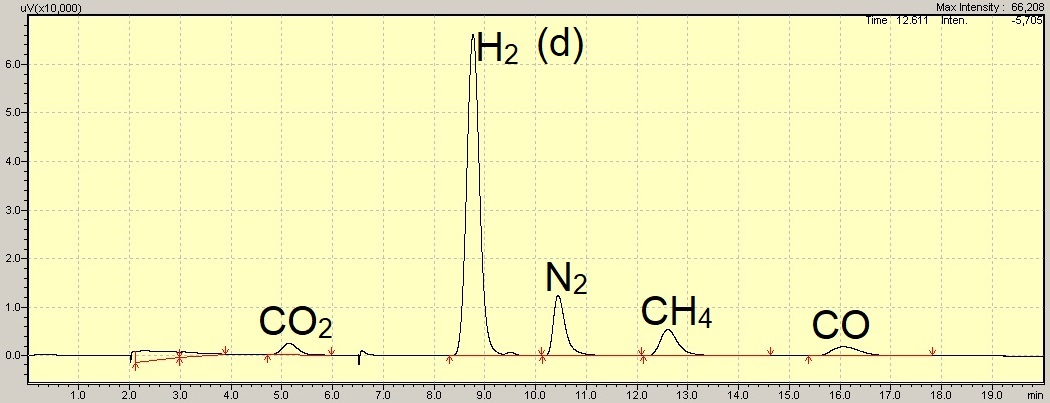 uV(x10,000)
Max Intensity : 66,208
Time 12.611 Inten. -5,705
H2 (d)
6.0
5.0
4.0
3.0
2.0
1.0
0.0
N2
CH4
CO2
CO
1.0 2.0 3.0 4.0 5.0 6.0 7.0 8.0 9.0 10.0 11.0 12.0 13.0 14.0 15.0 16.0 17.0 18.0 19.0 min